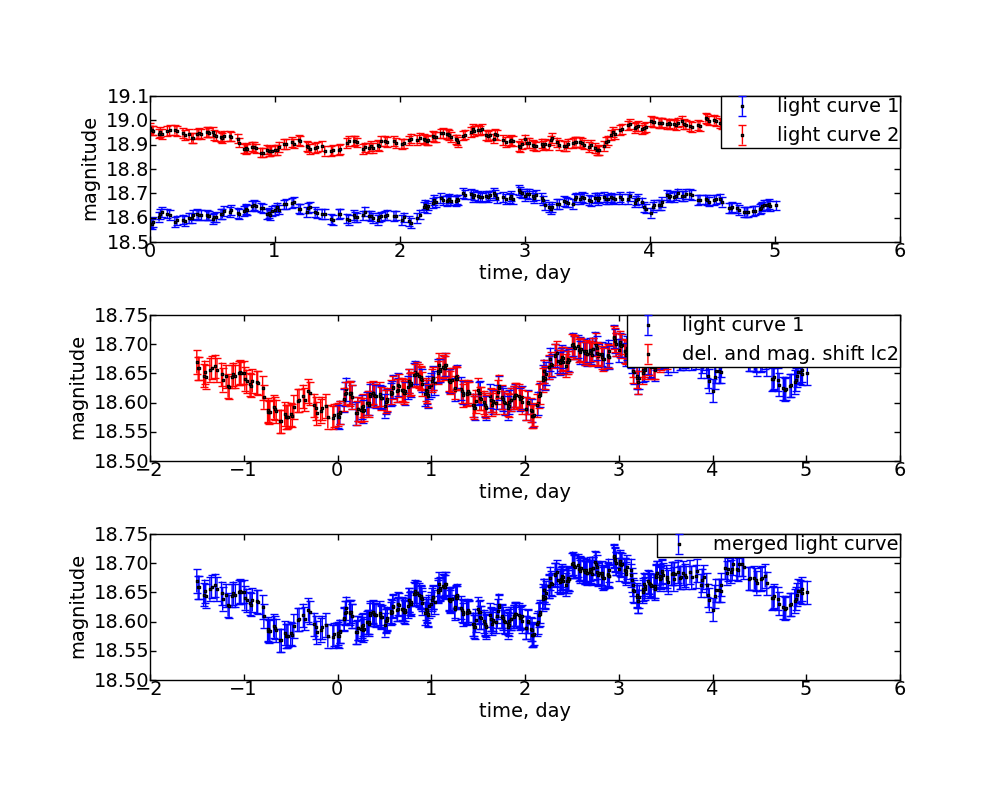 19.1
19.0
18.9
18.8
18.7
18.6
18.5
magnitude
light curve 1
light curve 2
0 1 2 3 4 5 6
time, day
18.75
18.70
18.65
18.60
18.55
18.50
magnitude
light curve 1
del. and mag. shift lc2
−2 −1 0 1 2 3 4 5 6
time, day
18.75
18.70
18.65
18.60
18.55
18.50
magnitude
merged light curve
−2 −1 0 1 2 3 4 5 6
time, day